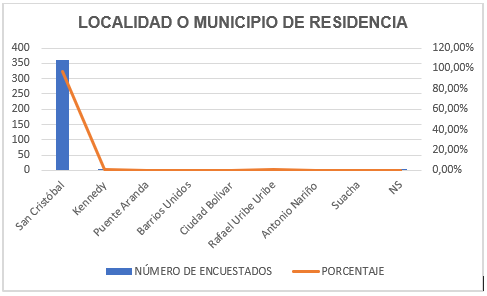 LOCALIDAD O MUNICIPIO DE RESIDENCIA
400
350
300
250
200
150
100
50
0
120,00%
100,00%
80,00%
60,00%
40,00%
20,00%
0,00%
San Cristóbal
Kennedy
Puente Aranda
Barrios Unidos
Ciudad Bolívar
Rafael Uribe Uribe
Antonio Nariño
Suacha
NS
NÚMERO DE ENCUESTADOS
PORCENTAJE